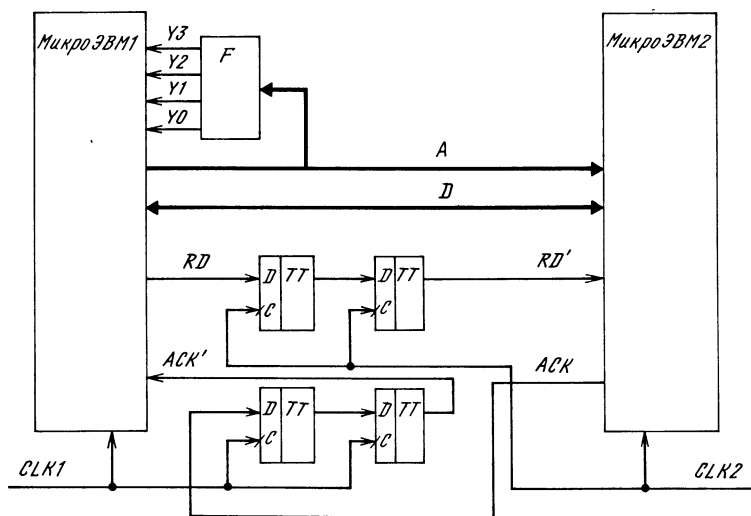 МикроЭВМ1
Y3
Y2
Y1
Y0
F
МикроЭВМ2
A
D
RD
D TT
C
D TT
C
RD'
ACK'
ACK
D TT
C
D TT
C
CLK1
CLK2